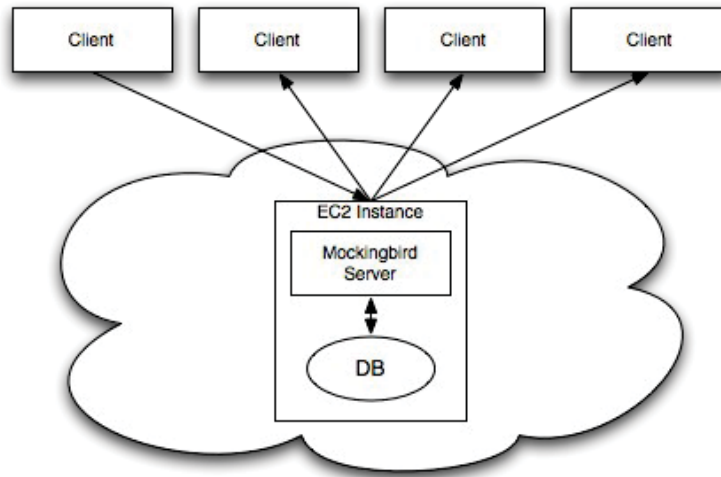 Client
Client
Client
Client
EC2 Instance
Mockingbird
Server
DB